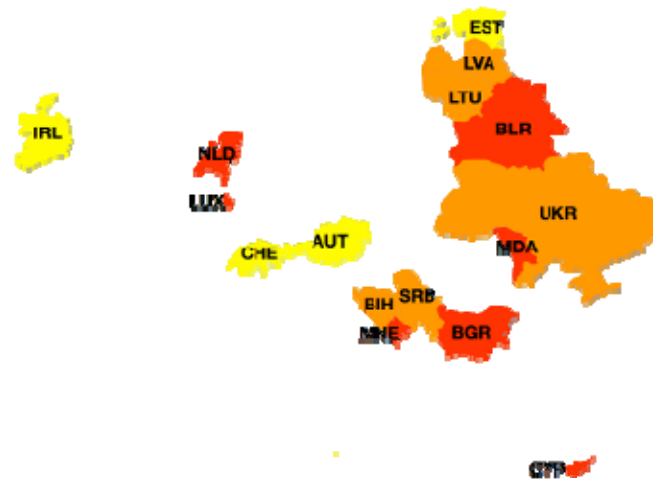 EST
LVA
LTU
BLR
IRL
NLD
LUX
UKR
AUT
MDA
CHE
SRB
BIH
MNE
BGR
CYP